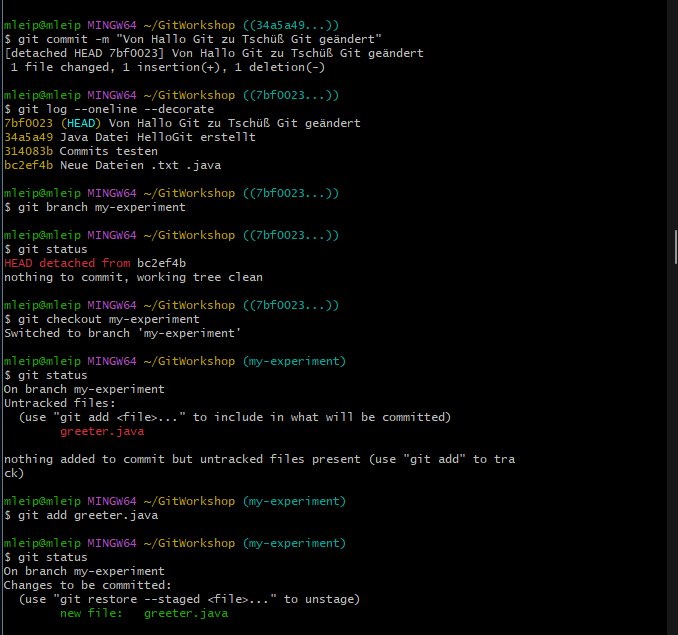 mleip@mleip MINGW64 ~/GitWorkshop ((34a5a49...))
$ git commit -m "Von Hallo Git zu Tschüß Git geändert"
[detached HEAD 7bf0023] Von Hallo Git zu Tschüß Git geändert
 1 file changed, 1 insertion(+), 1 deletion(-)

mleip@mleip MINGW64 ~/GitWorkshop ((7bf0023...))
$ git log --oneline --decorate
7bf0023 (HEAD) Von Hallo Git zu Tschüß Git geändert
34a5a49 Java Datei HelloGit erstellt
314083b Commits testen
bc2ef4b Neue Dateien .txt .java

mleip@mleip MINGW64 ~/GitWorkshop ((7bf0023...))
$ git branch my-experiment

mleip@mleip MINGW64 ~/GitWorkshop ((7bf0023...))
$ git status
HEAD detached from bc2ef4b
nothing to commit, working tree clean

mleip@mleip MINGW64 ~/GitWorkshop ((7bf0023...))
$ git checkout my-experiment
Switched to branch 'my-experiment'

mleip@mleip MINGW64 ~/GitWorkshop (my-experiment)
$ git status
On branch my-experiment
Untracked files:
  (use "git add <file>..." to include in what will be committed)
        greeter.java

nothing added to commit but untracked files present (use "git add" to tra
ck)

mleip@mleip MINGW64 ~/GitWorkshop (my-experiment)
$ git add greeter.java

mleip@mleip MINGW64 ~/GitWorkshop (my-experiment)
$ git status
On branch my-experiment
Changes to be committed:
  (use "git restore --staged <file>..." to unstage)
        new file:   greeter.java